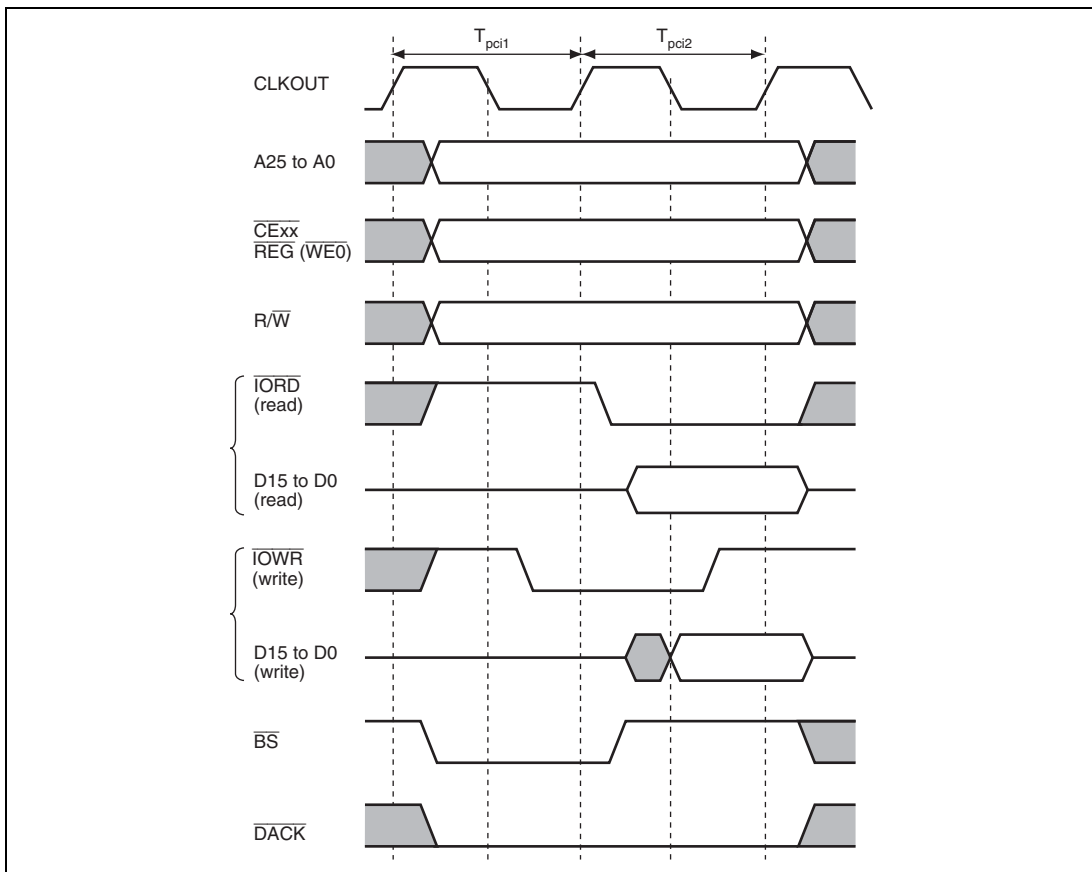 Tpci1 Tpci2
CLKOUT
A25 to A0
CExx
REG (WE0)
R/W
IORD
(read)
D15 to D0
(read)
IOWR
(write)
D15 to D0
(write)
BS
DACK